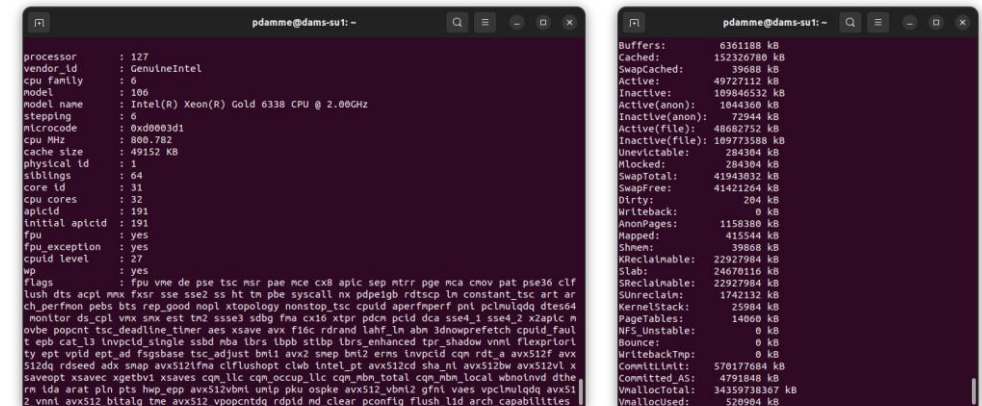 pdamme@dams-su1: ~
processor : 127
vendor_id : GenuineIntel
cpu family : 6
model : 106
model name : Intel(R) Xeon(R) Gold 6338 CPU @ 2.00GHz
stepping : 6
microcode : 0xd0003d1
cpu MHz : 800.782
cache size : 49152 KB
physical id : 1
siblings : 64
core id : 31
cpu cores : 32
apicid : 191
initial apicid : 191
fpu : yes
fpu_exception : yes
cpuid level : 27
wp : yes
flags : fpu vme de pse tsc msr pae mce cx8 apic sep mtrr pge mca cmov pat pse36 clf
lush dts acpi mmx fxsr sse sse2 ss ht tm pbe syscall nx pdpe1gb rdtscp lm constant_tsc art ar
ch_perfmon pebs bts rep_good nopl xtopology nonstop_tsc cpuid aperfmperf pni pclmulqdq dtes64
monitor ds_cpl vmx smx est tm2 ssse3 sdbg fma cx16 xtpr pdcm pcid dca sse4_1 sse4_2 x2apic m
ovbe popcnt tsc_deadline_timer aes xsave avx f16c rdrand lahf_lm abm 3dnowprefetch cpuid_faul
t epb cat_l3 invpcid_single ssbd mba ibrs ibpb stibp ibrs_enhanced tpr_shadow vnmi flexpriori
ty ept vpid ept_ad fsgsbase tsc_adjust bmi1 avx2 smep bmi2 erms invpcid cqm rdt_a avx512f avx
512dq rdseed adx smap avx512ifma clflushopt clwb intel_pt avx512cd sha_ni avx512bw avx512vl x
saveopt xsavec xgetbv1 xsaves cqm_llc cqm_occup_llc cqm_mbm_total cqm_mbm_local wbnoinvd dthe
rm ida arat pln pts hwp_epp avx512vbmi umip pku ospke avx512_vbmi2 gfni vaes vpclmulqdq avx51
2_vnni avx512_bitalg tme avx512_vpopcntdq rdpid md_clear pconfig flush_l1d arch_capabilities
pdamme@dams-su1: ~
Buffers: 6361188 kB
Cached: 152326780 kB
SwapCached: 39688 kB
Active: 49727112 kB
Inactive: 109846532 kB
Active(anon): 1044360 kB
Inactive(anon): 72944 kB
Active(file): 48682752 kB
Inactive(file): 109773588 kB
Unevictable: 284304 kB
Mlocked: 284304 kB
SwapTotal: 41943032 kB
SwapFree: 41421264 kB
Dirty: 204 kB
Writeback: 0 kB
AnonPages: 1158380 kB
Mapped: 415544 kB
Shmem: 39868 kB
KReclaimable: 22927984 kB
Slab: 24670116 kB
SReclaimable: 22927984 kB
SUnreclaim: 1742132 kB
KernelStack: 25984 kB
PageTables: 14060 kB
NFS_Unstable: 0 kB
Bounce: 0 kB
WritebackTmp: 0 kB
CommitLimit: 570177684 kB
Committed_AS: 4791848 kB
VmallocTotal: 34359738367 kB
VmallocUsed: 520904 kB